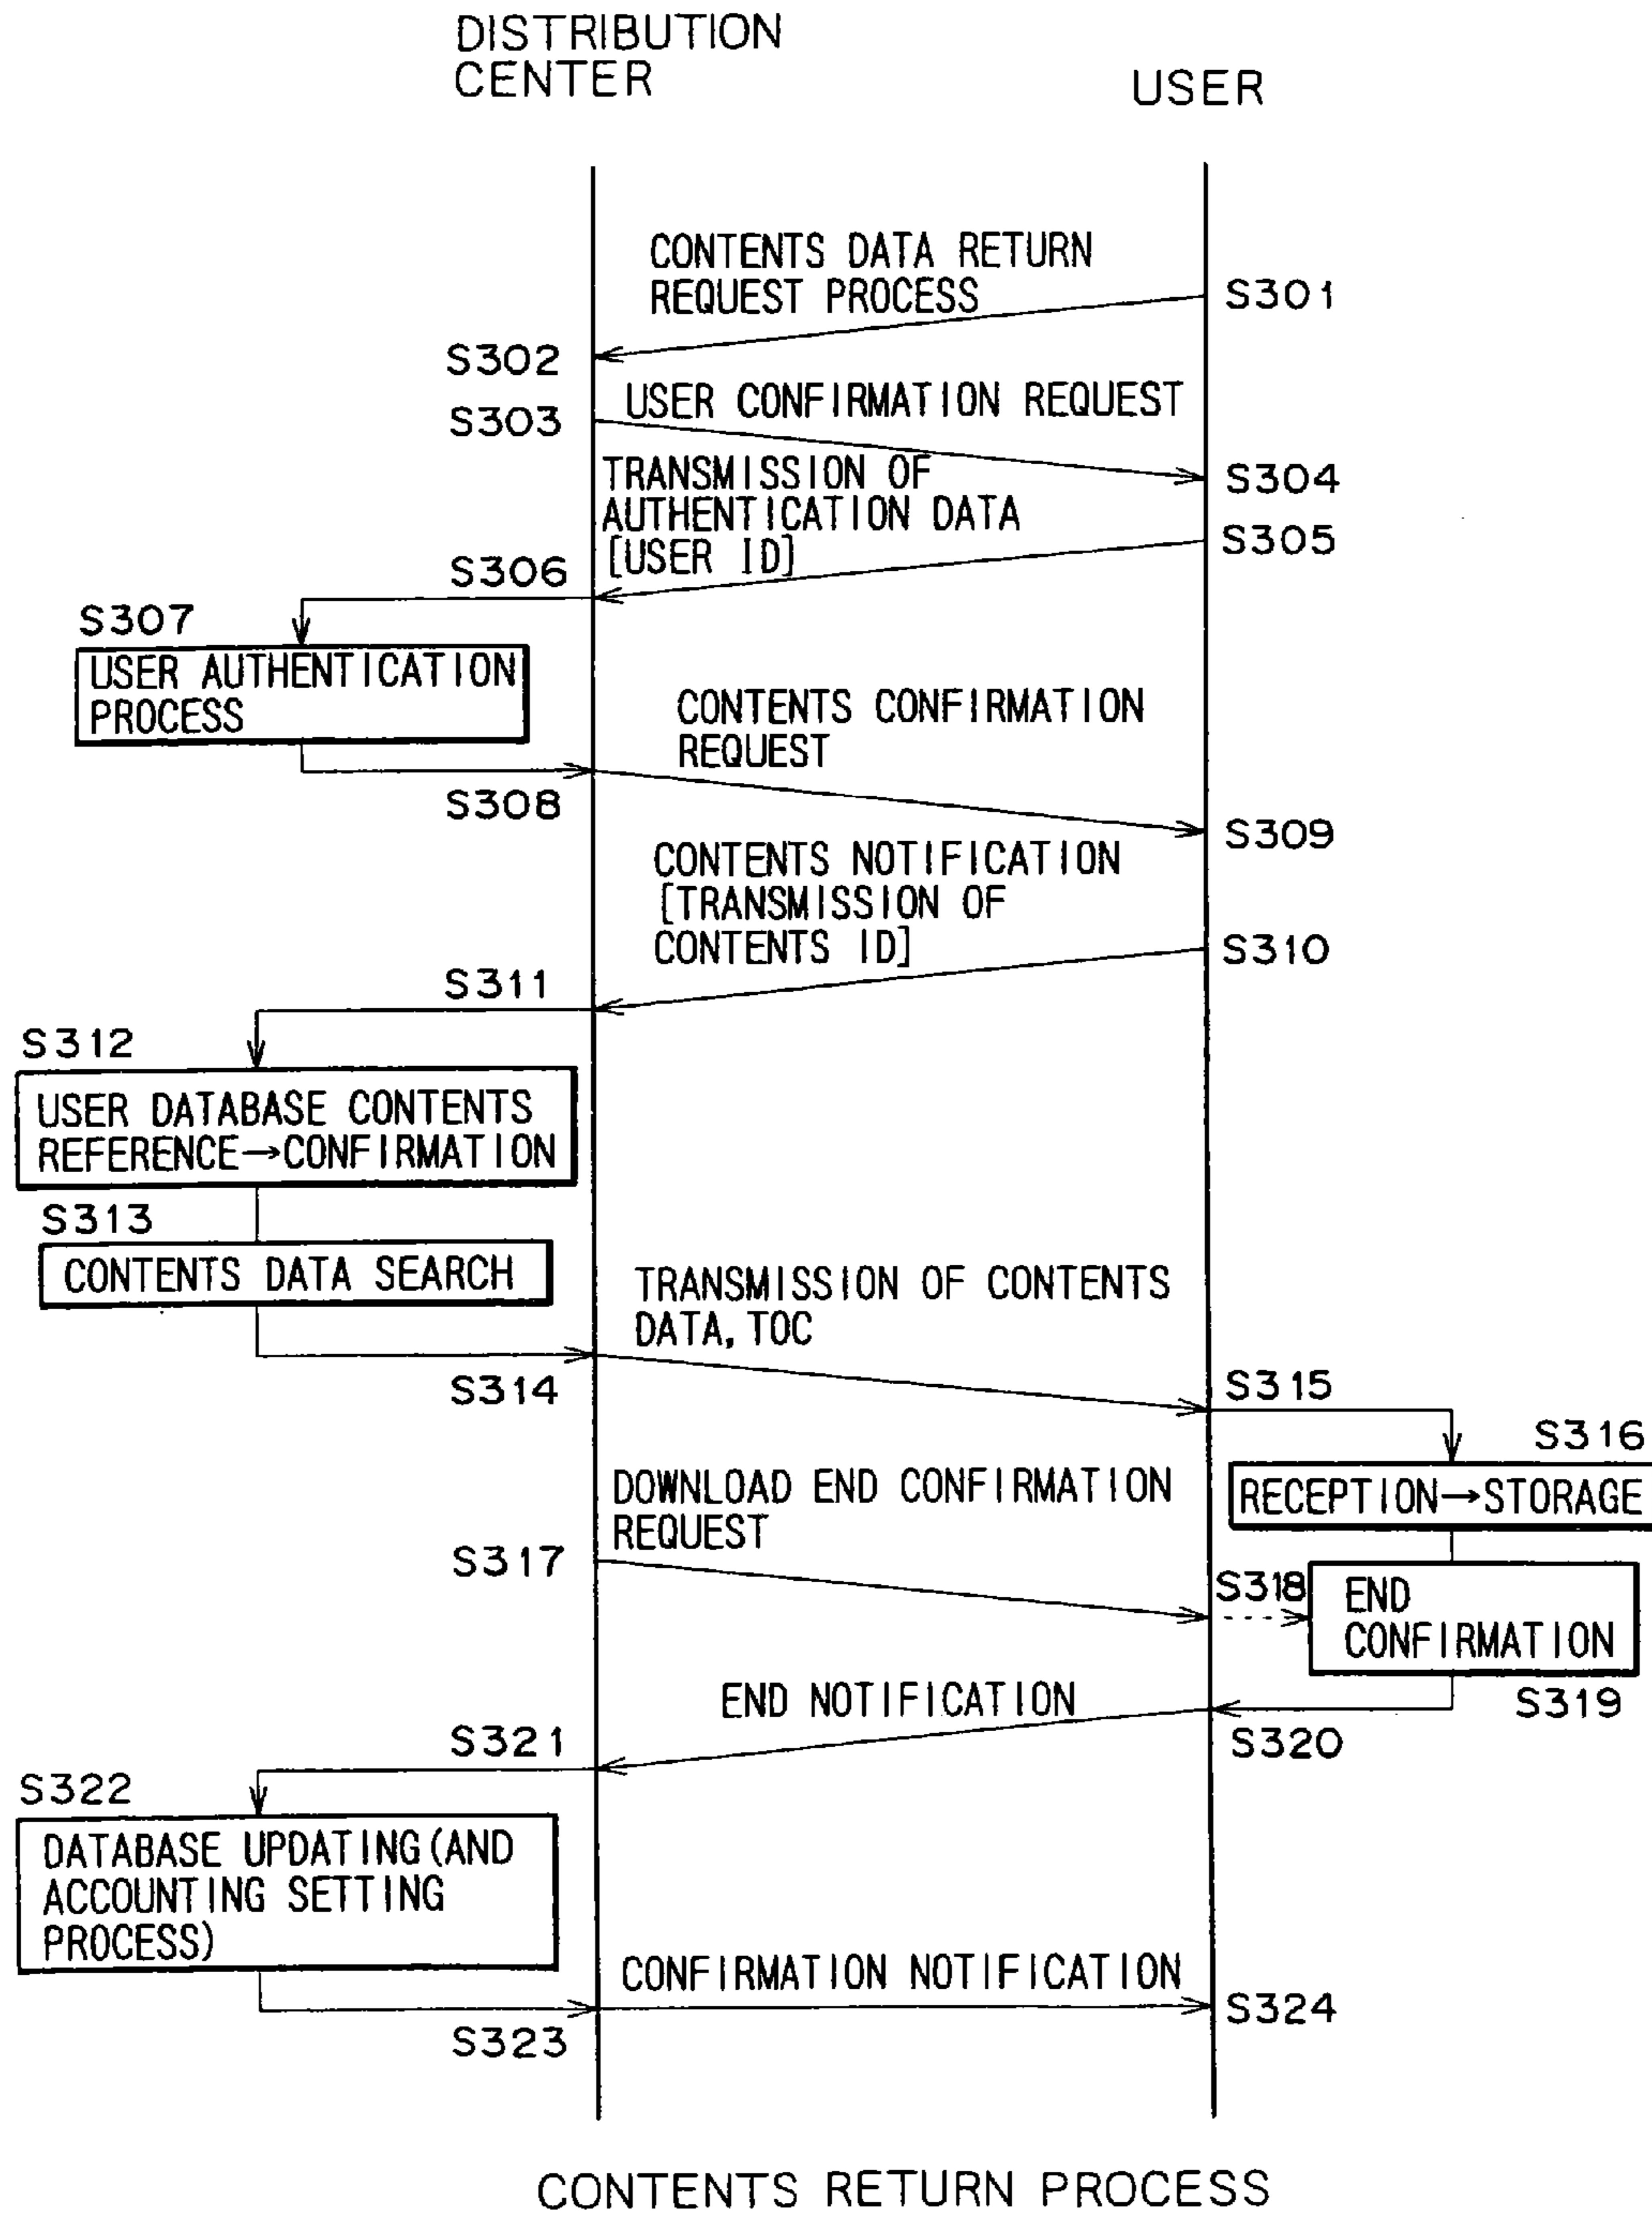 DISTRIBUTION
CENTER
USER
CONTENTS DATA RETURN
REQUEST PROCESS
S301
S302
USER CONFIRMATION REQUEST
S303
TRANSMISSION OF
S304
AUTHENTICATION DATA
[USER ID]
S305
S306
S307
USER AUTHENTICATION
PROCESS
CONTENTS CONFIRMATION
REQUEST
S308
S309
CONTENTS NOTIFICATION
[TRANSMISSION OF
CONTENTS ID]
S310
S311
S312
USER DATABASE CONTENTS
REFERENCE→CONFIRMATION
S313
CONTENTS DATA SEARCH
TRANSMISSION OF CONTENTS
DATA, TOC
S314
S315
S316
RECEPTION→STORAGE
DOWNLOAD END CONFIRMATION
REQUEST
S317
S318
END
CONFIRMATION
S319
END NOTIFICATION
S320
S321
S322
DATABASE UPDATING(AND
ACCOUNTING SETTING
PROCESS)
CONFIRMATION NOTIFICATION
S323
S324
CONTENTS RETURN PROCESS